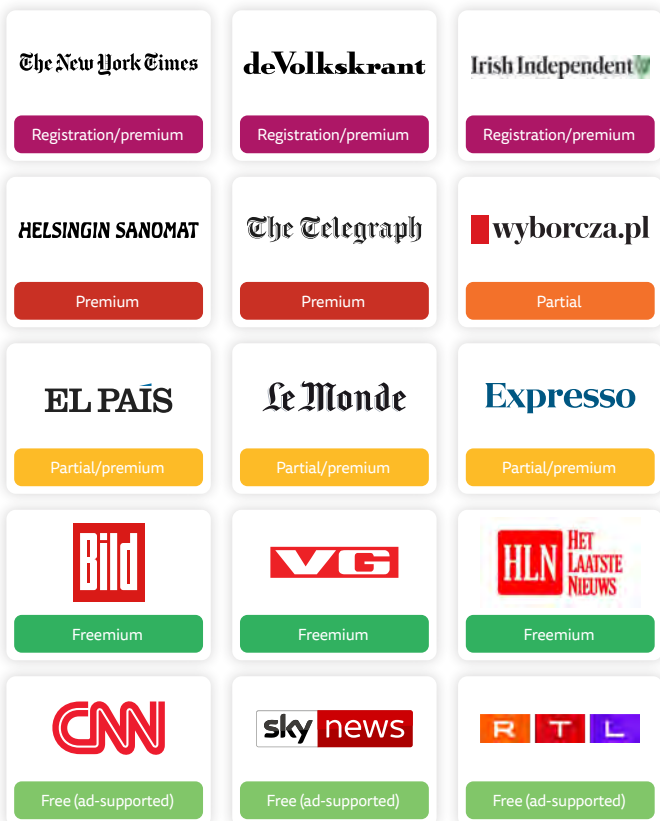 The New York Times
deVolkskrant
Irish Independent
Registration/premium
Registration/premium
Registration/premium
HELSINGIN SANOMAT
The Telegraph
wyborcza.pl
Premium
Premium
Partial
EL PAÍS
Le Monde
Expresso
Partial/premium
Partial/premium
Partial/premium
Bild
VG
HLN
HET
LAATSTE
NIEUWS
Freemium
Freemium
Freemium
CNN
sky news
RTL
Free (ad-supported)
Free (ad-supported)
Free (ad-supported)